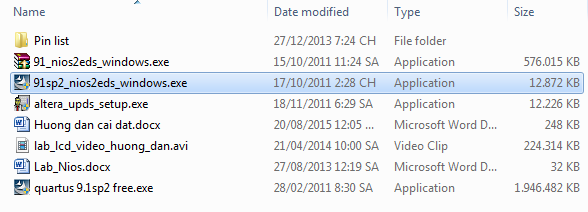 Name Date modified Type Size
Pin list 27/12/2013 7:24 CH File folder
91_nios2eds_windows.exe 15/10/2011 11:24 SA Application 576.015 KB
91sp2_nios2eds_windows.exe 17/10/2011 2:28 CH Application 12.872 KB
altera_upds_setup.exe 18/11/2011 6:29 SA Application 12.226 KB
Huong dan cai dat.docx 20/08/2015 12:05 ... Microsoft Word D... 248 KB
lab_lcd_video_huong_dan.avi 21/04/2014 10:00 SA Video Clip 224.314 KB
Lab_Nios.docx 27/08/2013 12:19 SA Microsoft Word D... 32 KB
quartus 9.1sp2 free.exe 28/02/2011 8:30 SA Application 1.946.482 KB